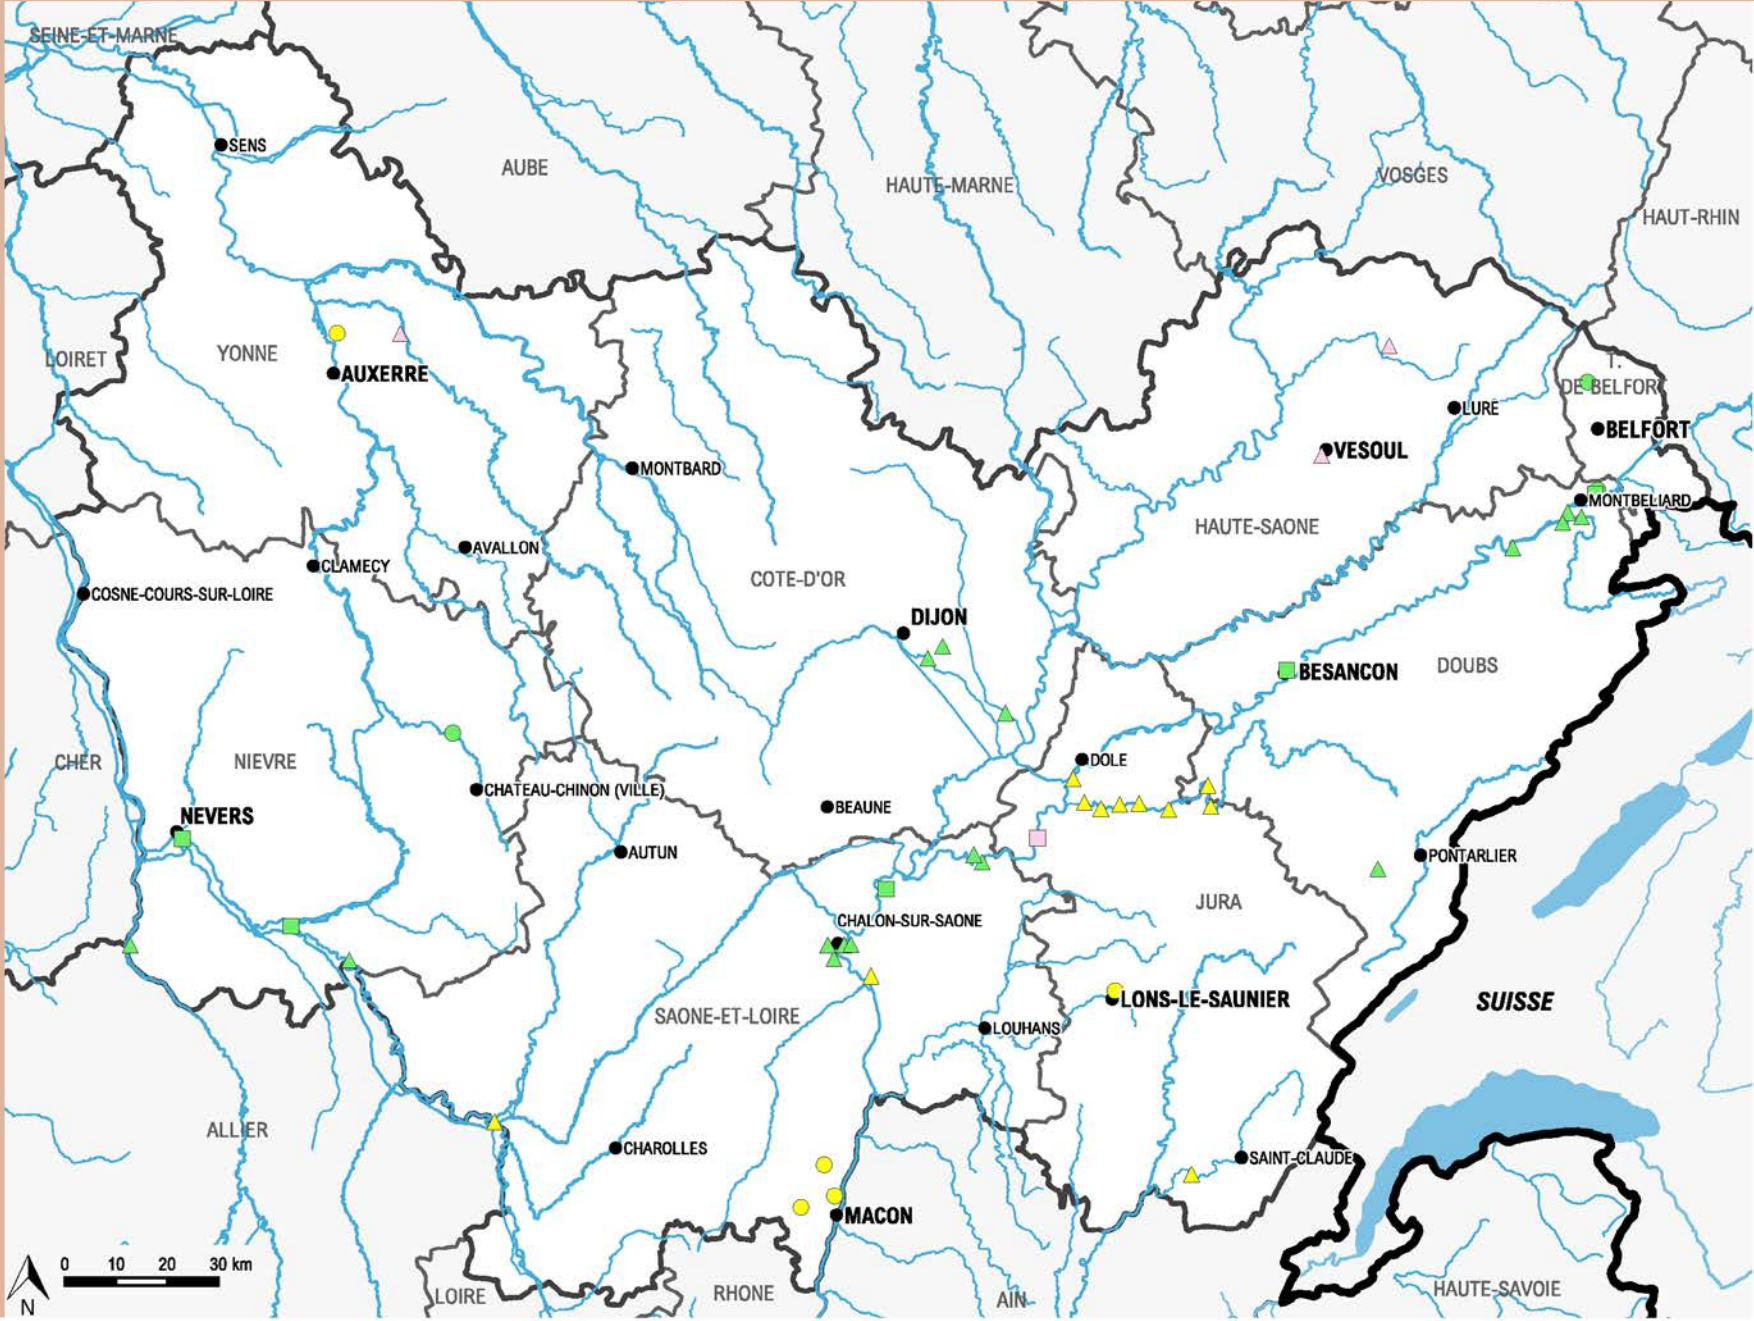 SEINE-ET-MARNE
SENS
AUBE
HAUTE-MARNE
VOSGES
HAUT-RHIN
LOIRET
YONNE
AUXERRE
T.
DE BELFORT
LURE
BELFORT
VESOUL
MONTBARD
MONTBELIARD
HAUTE-SAONE
AVALLON
CLAMECY
COTE-D'OR
COSNE-COURS-SUR-LOIRE
DIJON
BESANCON
DOUBS
CHER
NIEVRE
DOLE
CHATEAU-CHINON (VILLE)
BEAUNE
NEVERS
AUTUN
PONTARLIER
JURA
CHALON-SUR-SAONE
LONS-LE-SAUNIER
SUISSE
SAONE-ET-LOIRE
LOUHANS
ALLIER
CHAROLLES
SAINT-CLAUDE
MACON
0 10 20 30 km
N
LOIRE
RHONE
AIN
HAUTE-SAVOIE